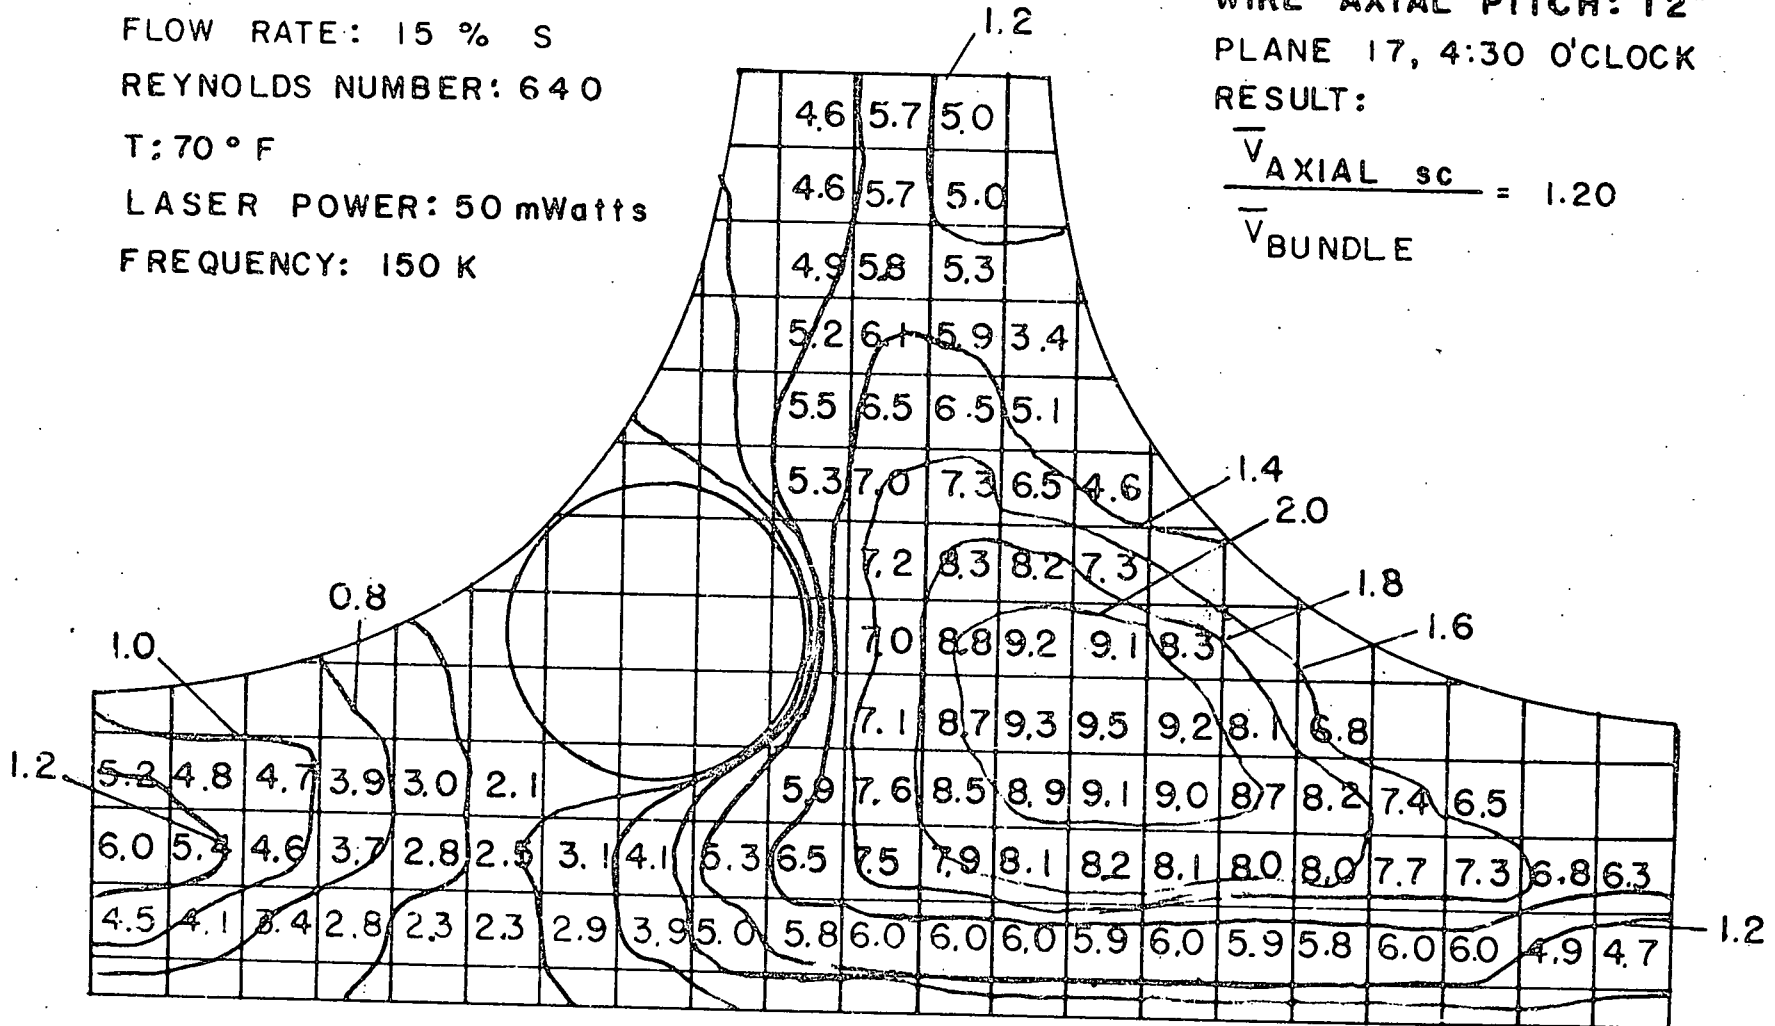 1.2
WIRE AXIAL PITCH: 12"
FLOW RATE: 15 % S
PLANE 17, 4:30 O'CLOCK
REYNOLDS NUMBER: 640
RESULT:
T: 70° F
V̅ AXIAL SC
LASER POWER: 50 mWatts
= 1.20
V̅ BUNDLE
FREQUENCY: 150 K
4.6 5.7 5.0
4.6 5.7 5.0
4.9 5.8 5.3
5.2 6.1 5.9 3.4
5.5 6.5 6.5 5.1
1.4
5.3 7.0 7.3 6.5 4.6
2.0
7.2 8.3 8.2 7.3
1.8
0.8
1.6
1.0
7.0 8.8 9.2 9.1 8.3
7.1 8.7 9.3 9.5 9.2 8.1 6.8
1.2
5.2 4.8 4.7 3.9 3.0 2.1 5.9 7.6 8.5 8.9 9.1 9.0 8.7 8.2 7.4 6.5
6.0 5.4 4.6 3.7 2.8 2.5 3.1 4.1 5.3 6.5 7.5 7.9 8.1 8.2 8.1 8.0 8.0 7.7 7.3 6.8 6.3
4.5 4.1 3.4 2.8 2.3 2.3 2.9 3.9 5.0 5.8 6.0 6.0 6.0 5.9 6.0 5.9 5.8 6.0 6.0 4.9 4.7
1.2